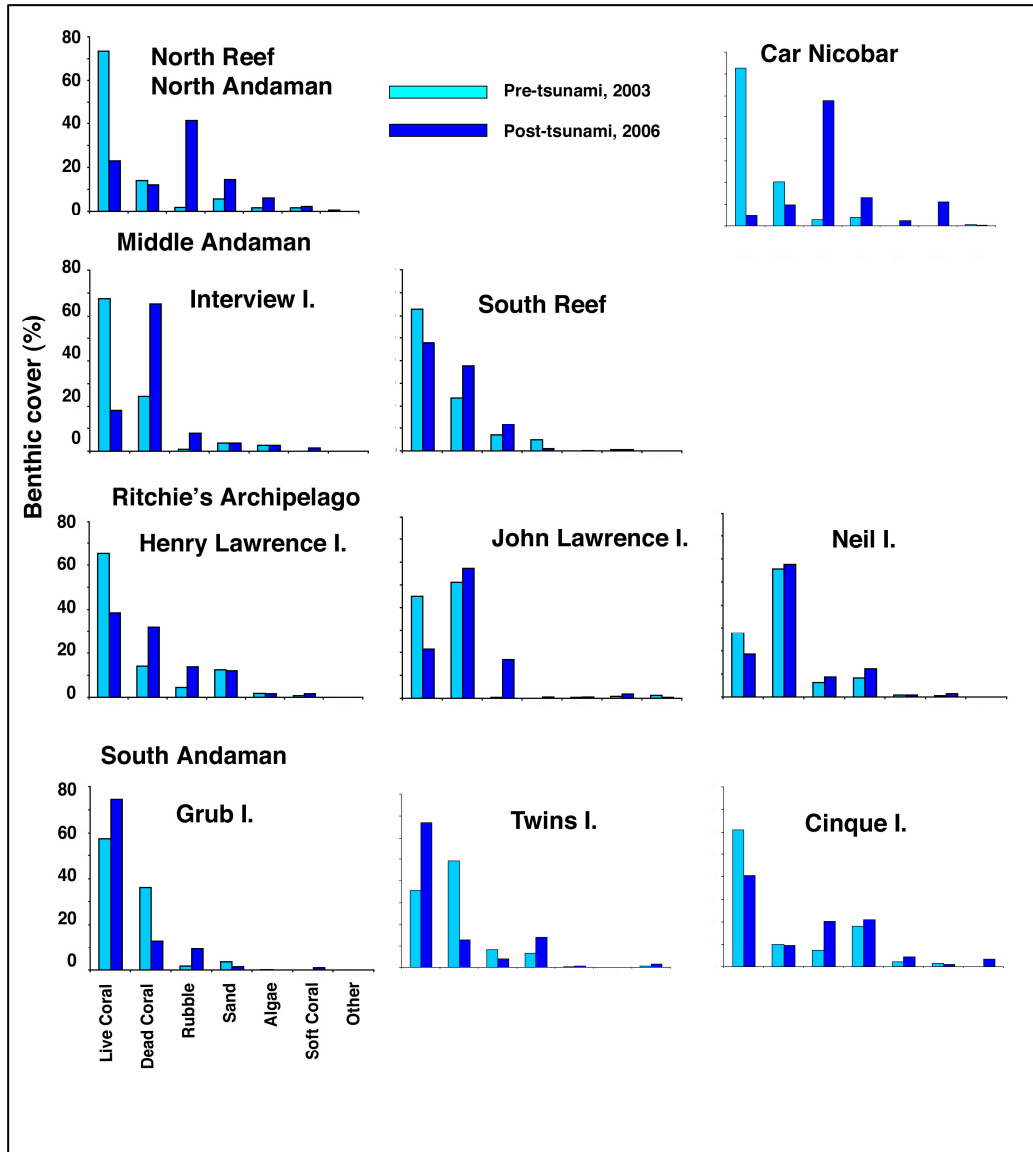 80
60
40
20
0
North Reef
North Andaman
Pre-tsunami, 2003
Post-tsunami, 2006
Car Nicobar
Benthic cover (%)
Middle Andaman
80
60
40
20
0
Interview I.
South Reef
Ritchie's Archipelago
80
60
40
20
0
Henry Lawrence I.
John Lawrence I.
Neil I.
South Andaman
80
60
40
20
0
Grub I.
Twins I.
Cinque I.
Live Coral
Dead Coral
Rubble
Sand
Algae
Soft Coral
Other